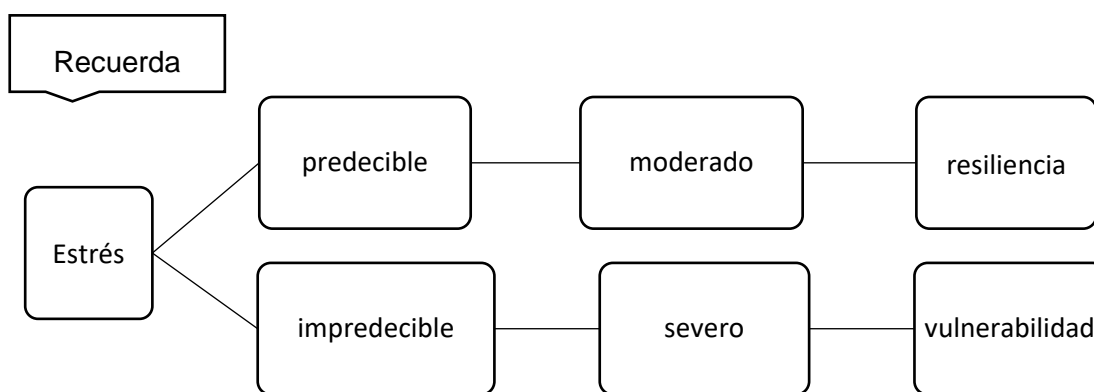 Recuerda
predecible
moderado
resiliencia
Estrés
impredecible
severo
vulnerabilidad